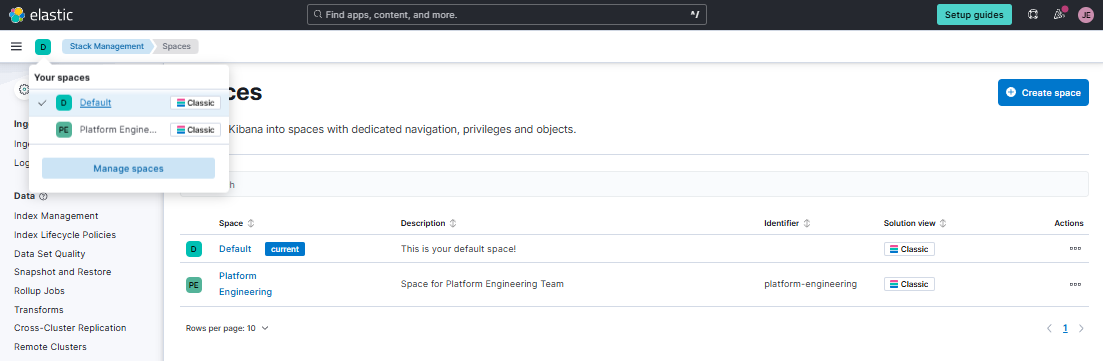 elastic
Find apps, content, and more.
*/
Setup guides
JE
D
Stack Management
Spaces
Your spaces
D Default Classic
PE Platform Engine... Classic
Manage spaces
Create space
Kibana into spaces with dedicated navigation, privileges and objects.
Data
Index Management
Index Lifecycle Policies
Data Set Quality
Snapshot and Restore
Rollup Jobs
Transforms
Cross-Cluster Replication
Remote Clusters
Space Description Identifier Solution view Actions
D Default current This is your default space! Classic
PE Platform Engineering Space for Platform Engineering Team platform-engineering Classic
Rows per page: 10
1